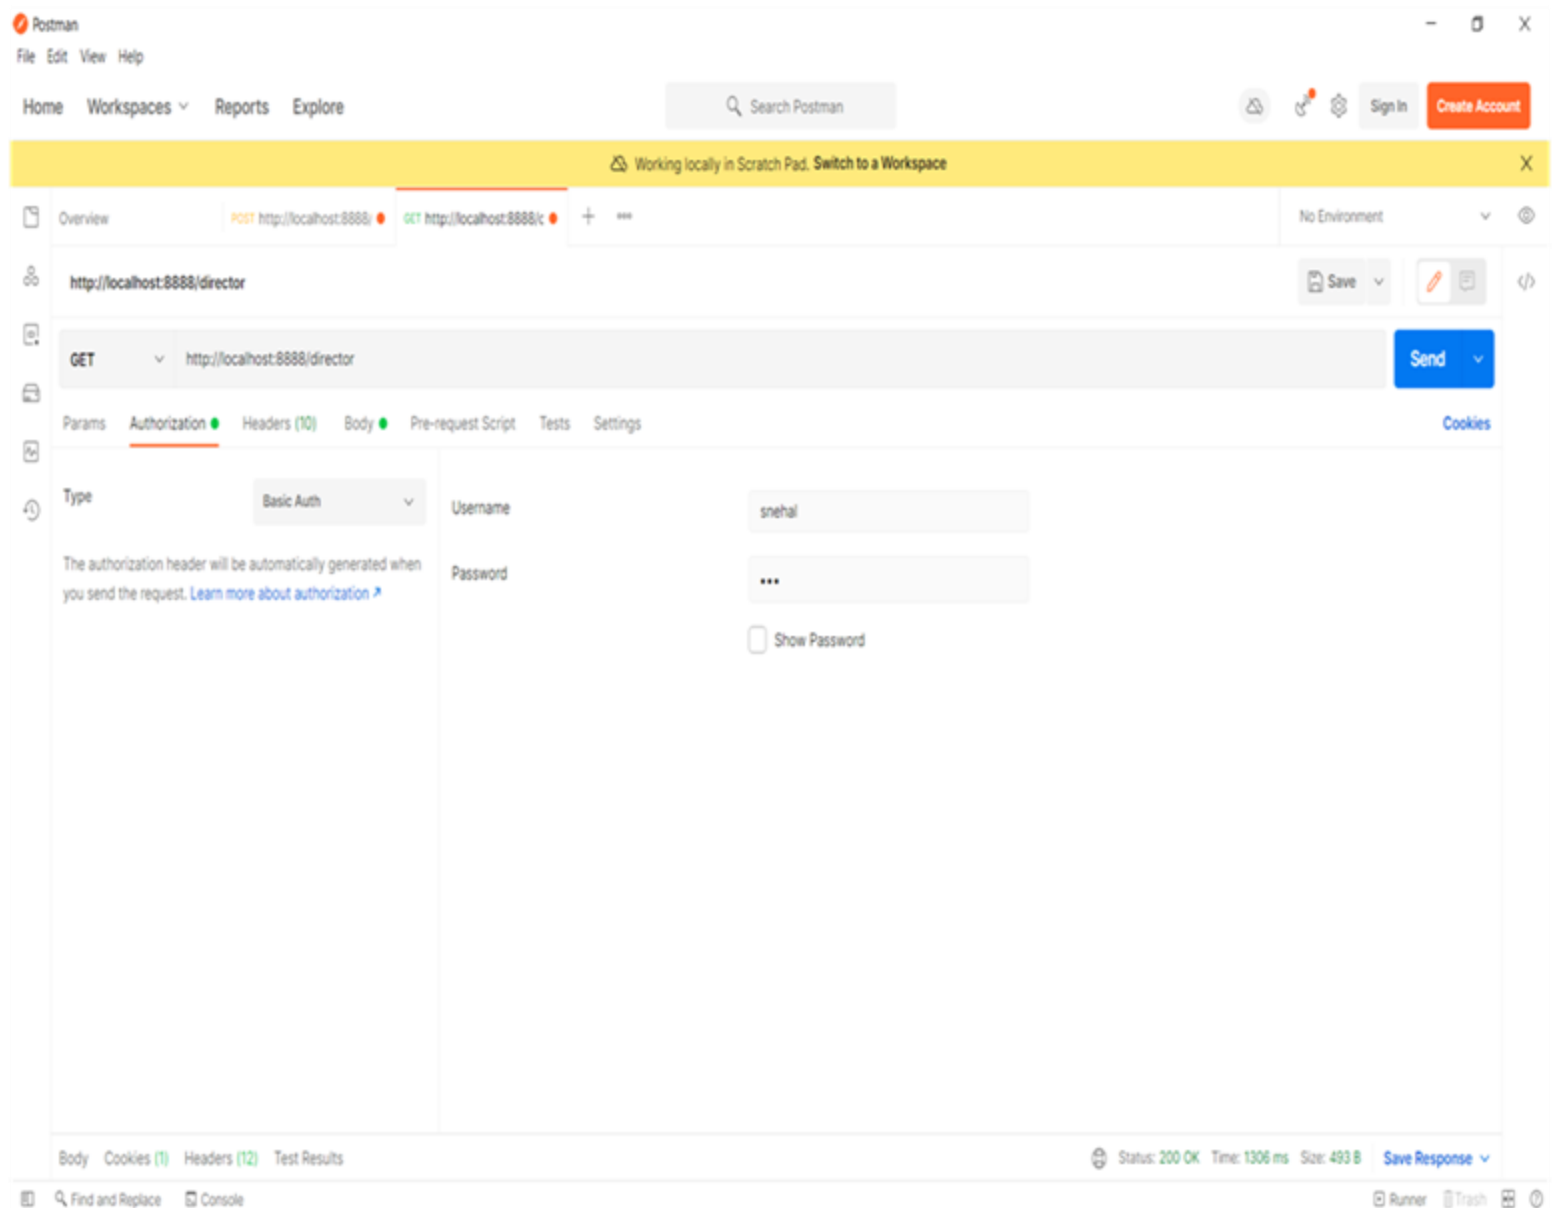 Postman
File Edit View Help
Home Workspaces Reports Explore Search Postman Sign In Create Account
Working locally in Scratch Pad. Switch to a Workspace X
Overview POST http://localhost:8888/ GET http://localhost:8888/c No Environment
http://localhost:8888/director Save
GET http://localhost:8888/director Send
Params Authorization Headers (10) Body Pre-request Script Tests Settings Cookies
Type Basic Auth Username snehal
The authorization header will be automatically generated when
you send the request. Learn more about authorization
Password •••
Show Password
Body Cookies (1) Headers (12) Test Results Status: 200 OK Time: 1306 ms Size: 493 B Save Response
Find and Replace Console Runner Trash